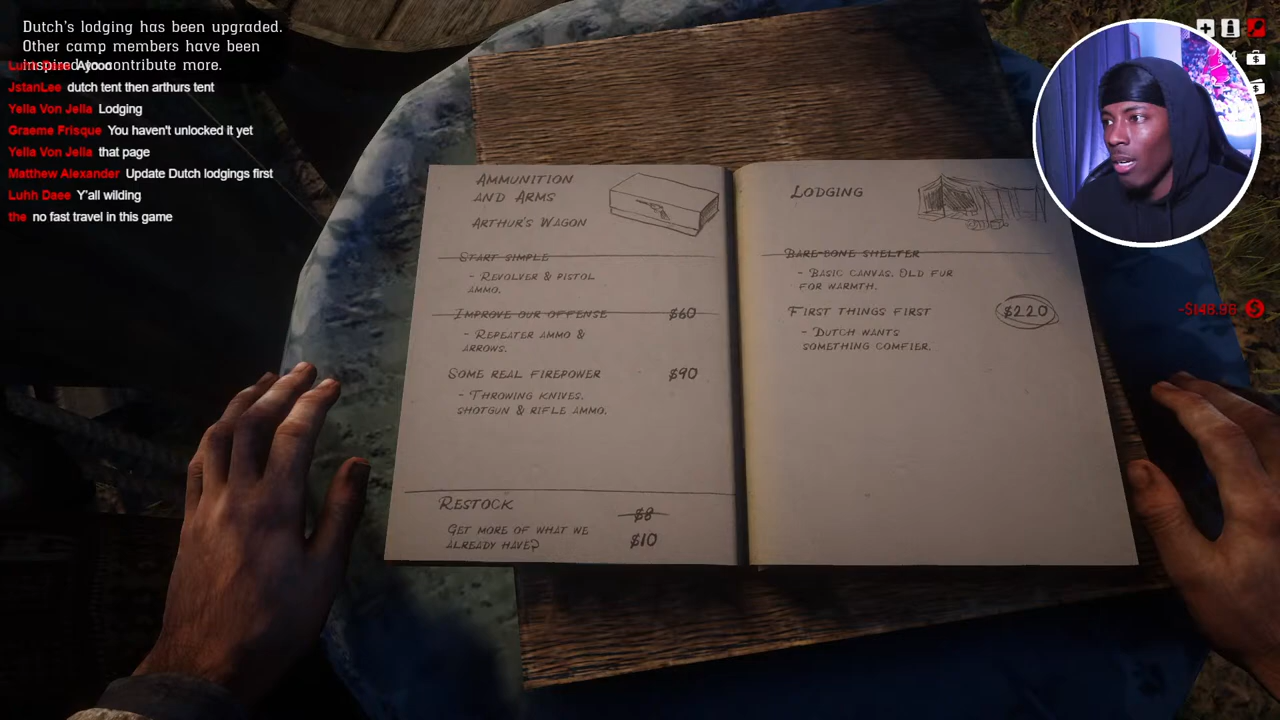 Dutch's lodging has been upgraded.
Other camp members have been
inspired to contribute more.
Luhh Daee Ayooo
JstanLee dutch tent then arthurs tent
Yella Von Jella Lodging
Graeme Frisque You haven't unlocked it yet
Yella Von Jella that page
Matthew Alexander Update Dutch lodgings first
Luhh Daee Y'all wilding
the no fast travel in this game
AMMUNITION
AND ARMS
ARTHUR'S WAGON
START SIMPLE
- REVOLVER & PISTOL
AMMO.
IMPROVE OUR OFFENSE $60
- REPEATER AMMO &
ARROWS.
SOME REAL FIREPOWER $90
- THROWING KNIVES.
SHOTGUN & RIFLE AMMO.
RESTOCK
$8
GET MORE OF WHAT WE
ALREADY HAVE? $10
LODGING
BARE-BONE SHELTER
- BASIC CANVAS. OLD FUR
FOR WARMTH.
FIRST THINGS FIRST $220
- DUTCH WANTS
SOMETHING COMFIER.
-$148.96